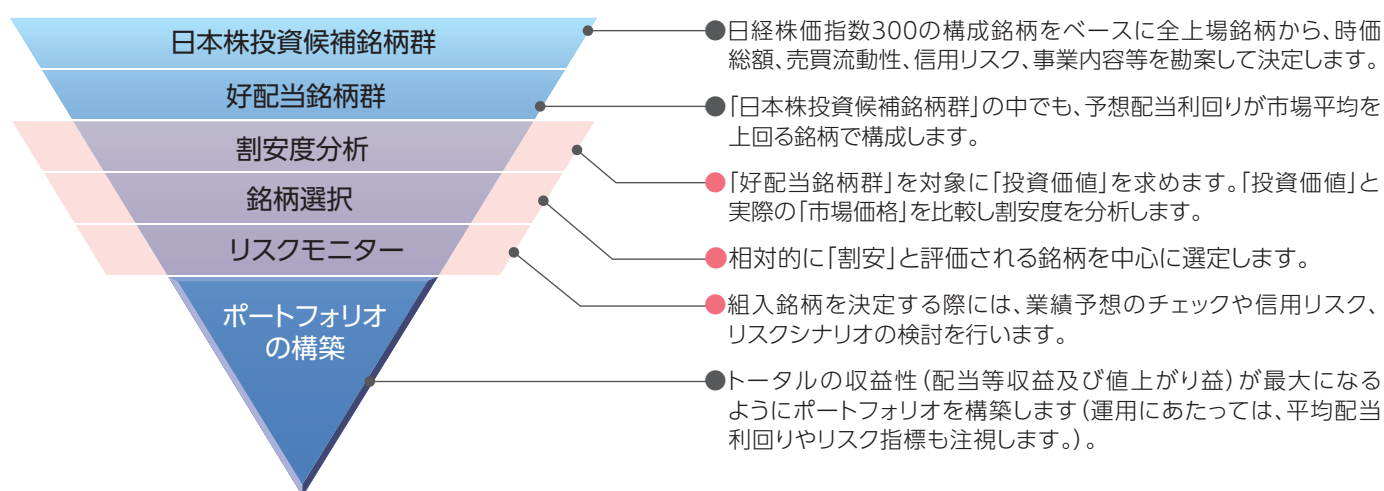 日本株投資候補銘柄群
好配当銘柄群
割安度分析
銘柄選択
リスクモニター
ポートフォリオ
の構築
●日経株価指数300の構成銘柄をベースに全上場銘柄から、時価
総額、売買流動性、信用リスク、事業内容等を勘案して決定します。
●「日本株投資候補銘柄群」の中でも、予想配当利回りが市場平均を
上回る銘柄で構成します。
●「好配当銘柄群」を対象に「投資価値」を求めます。「投資価値」と
実際の「市場価格」を比較し割安度を分析します。
●相対的に「割安」と評価される銘柄を中心に選定します。
●組入銘柄を決定する際には、業績予想のチェックや信用リスク、
リスクシナリオの検討を行います。
●トータルの収益性(配当等収益及び値上がり益)が最大になる
ようにポートフォリオを構築します(運用にあたっては、平均配当
利回りやリスク指標も注視します。)。